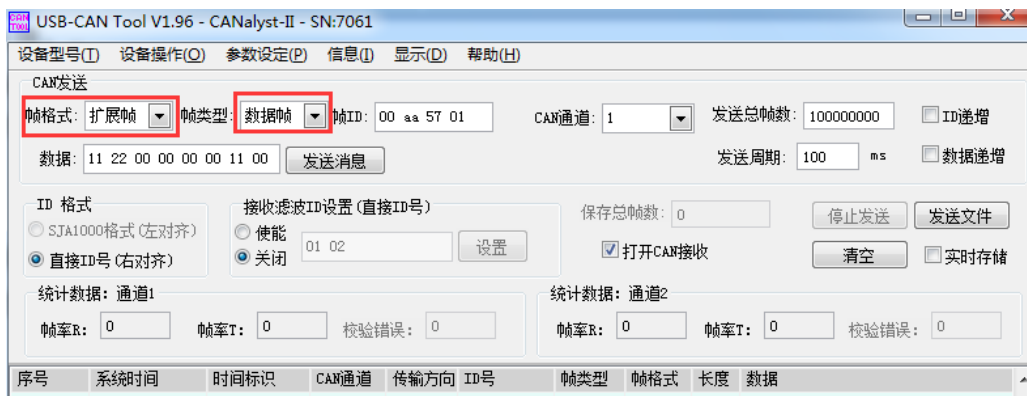 USB-CAN Tool V1.96 - CANalyst-II - SN:7061
设备型号(T) 设备操作(O) 参数设定(P) 信息(I) 显示(D) 帮助(H)
CAN发送
帧格式: 扩展帧 帧类型: 数据帧 帧ID: 00 aa 57 01 CAN通道: 1 发送总帧数: 100000000 ID递增
数据: 11 22 00 00 00 00 11 00 发送消息 发送周期: 100 ms 数据递增
ID 格式 接收滤波ID设置(直接ID号)
SJA1000格式(左对齐) 使能 01 02 设置 保存总帧数: 0 停止发送 发送文件
直接ID号(右对齐) 关闭 打开CAN接收 清空 实时存储
统计数据: 通道1 统计数据: 通道2
帧率R: 0 帧率T: 0 校验错误: 0 帧率R: 0 帧率T: 0 校验错误: 0
序号 系统时间 时间标识 CAN通道 传输方向 ID号 帧类型 帧格式 长度 数据